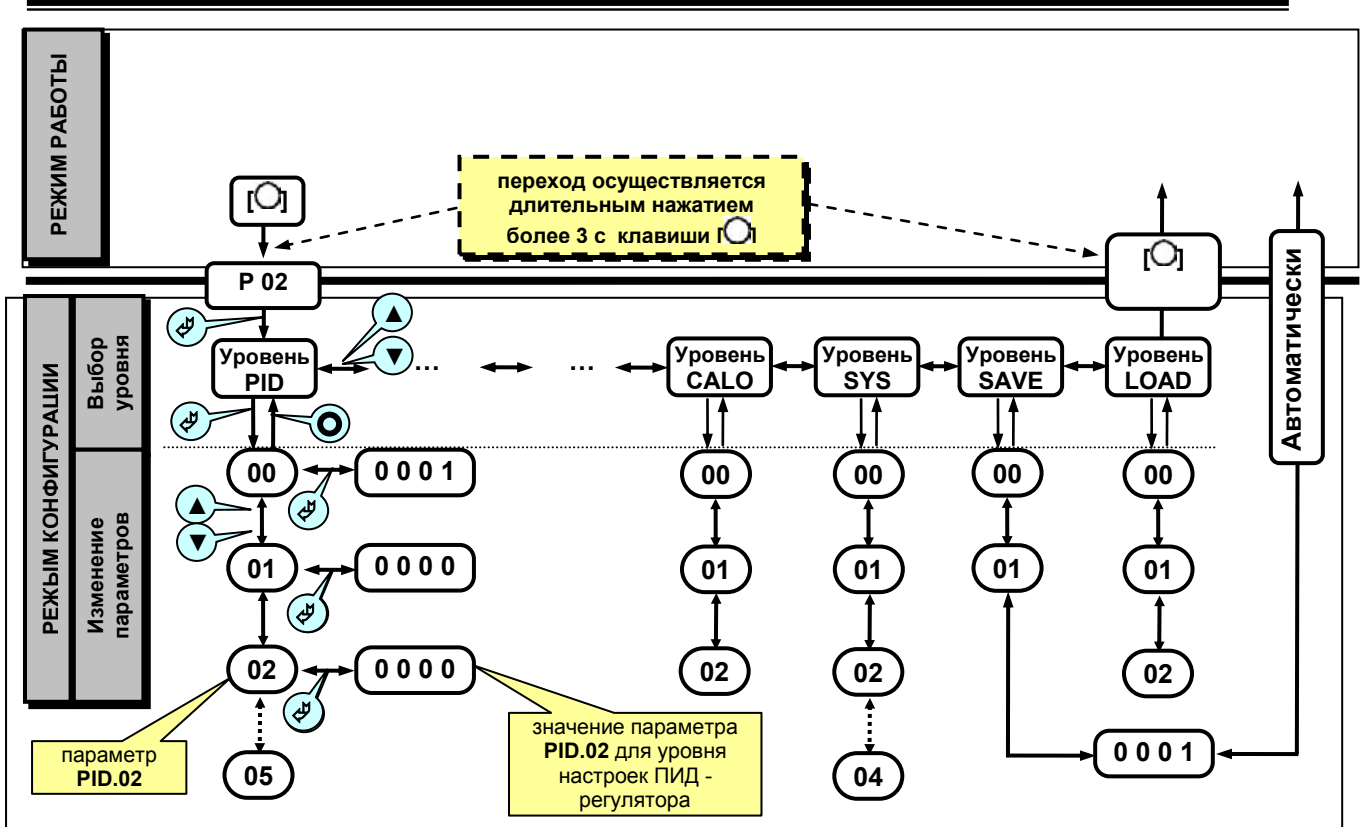 РЕЖИМ РАБОТЫ
[○]
переход осуществляется
длительным нажатием
более 3 с клавиши [○]
[○]
P 02
Автоматически
РЕЖЫМ КОНФИГУРАЦИИ
Выбор
уровня
▲
▼
Уровень
PID
...
...
Уровень
CALO
Уровень
SYS
Уровень
SAVE
Уровень
LOAD
Изменение
параметров
00
0 0 0 1
00
00
00
00
▲
▼
01
0 0 0 0
01
01
01
01
02
0 0 0 0
02
02
02
параметр
PID.02
05
значение параметра
PID.02 для уровня
настроек ПИД -
регулятора
04
0 0 0 1